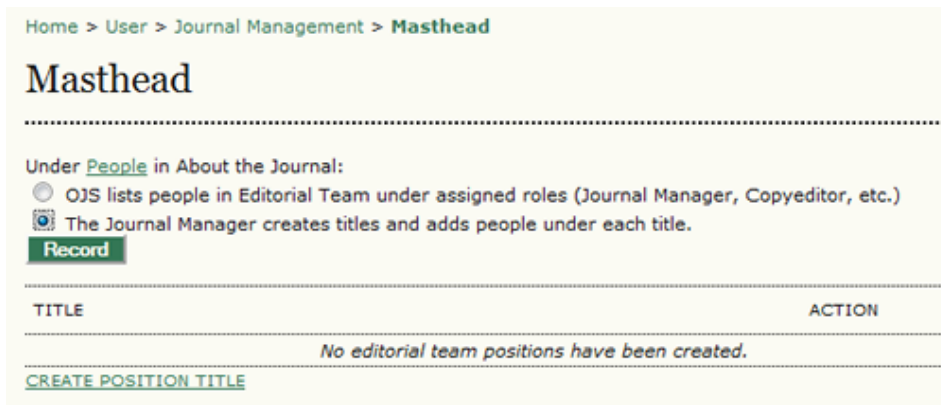 Home > User > Journal Management > Masthead
Masthead
Under People in About the Journal:
OJS lists people in Editorial Team under assigned roles (Journal Manager, Copyeditor, etc.)
The Journal Manager creates titles and adds people under each title.
Record
TITLE ACTION
No editorial team positions have been created.
CREATE POSITION TITLE